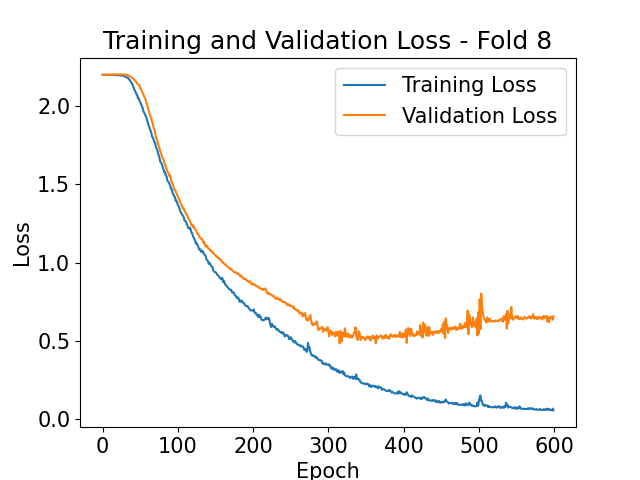 Training and Validation Loss - Fold 8
Training Loss
Validation Loss
Loss
2.0
1.5
1.0
0.5
0.0
0 100 200 300 400 500 600
Epoch